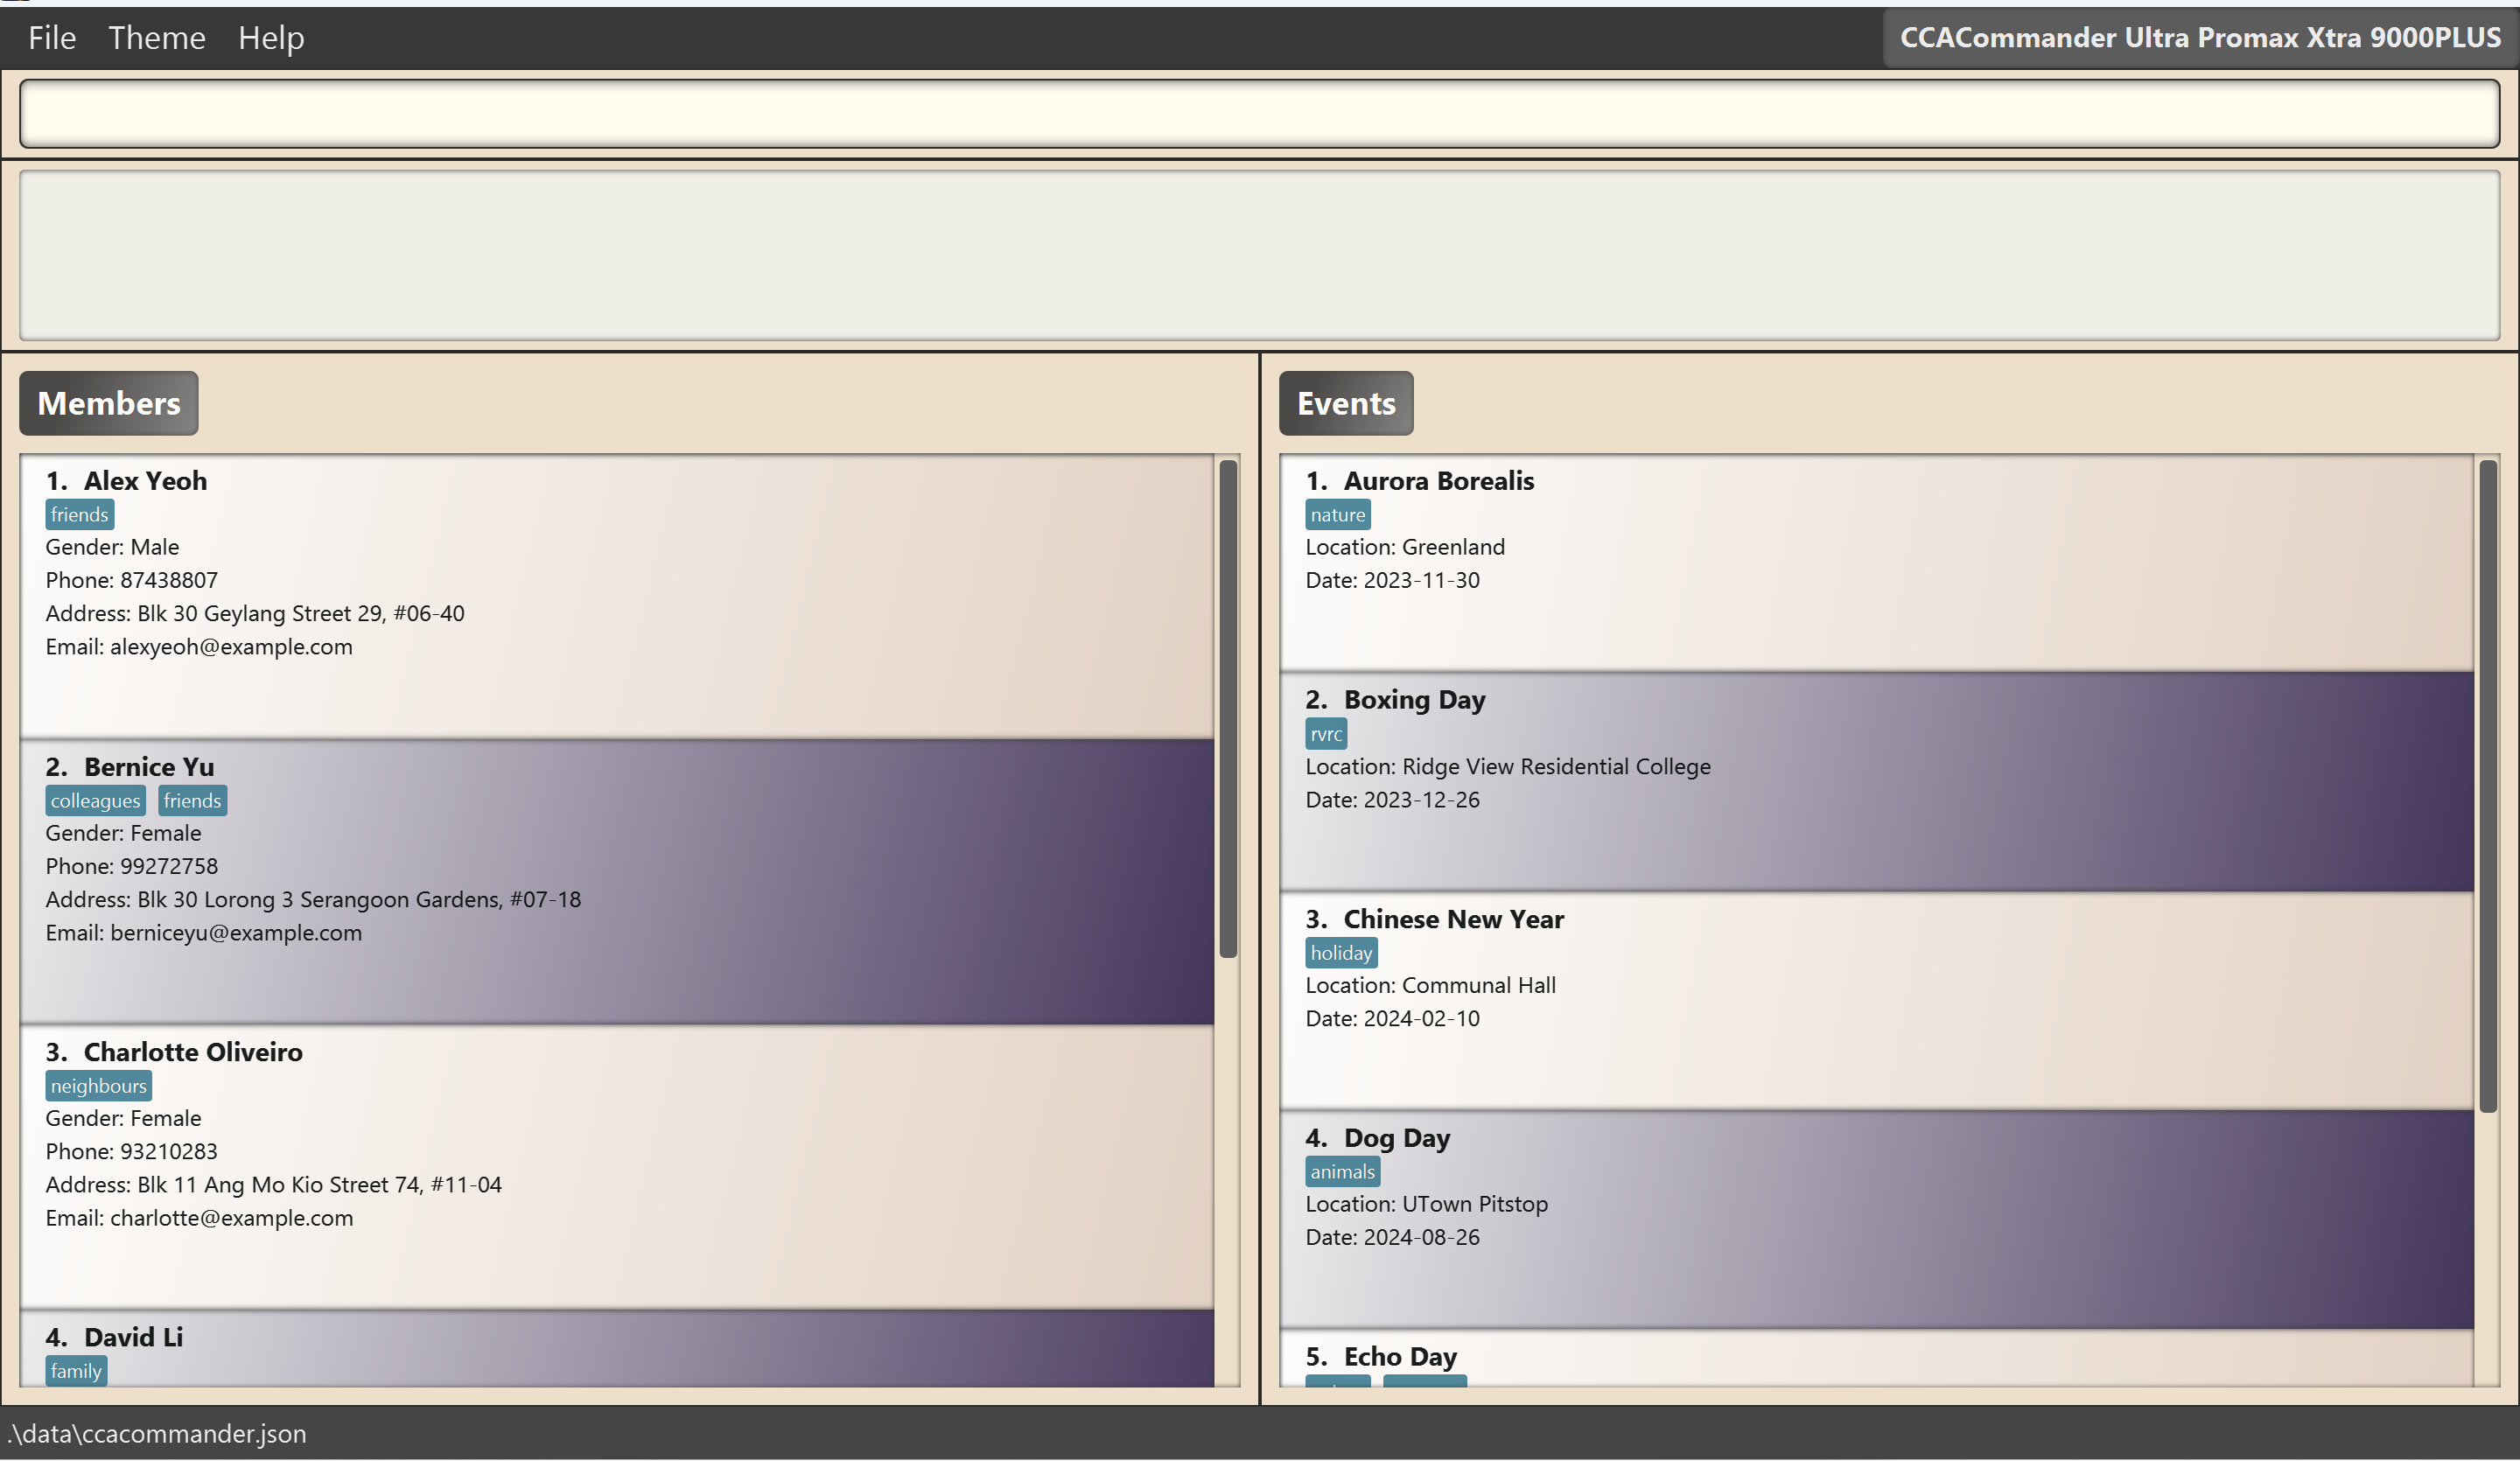 File Theme Help
CCACommander Ultra Promax Xtra 9000PLUS
Members
1. Alex Yeoh
friends
Gender: Male
Phone: 87438807
Address: Blk 30 Geylang Street 29, #06-40
Email: alexyeoh@example.com
2. Bernice Yu
colleagues friends
Gender: Female
Phone: 99272758
Address: Blk 30 Lorong 3 Serangoon Gardens, #07-18
Email: berniceyu@example.com
3. Charlotte Oliveiro
neighbours
Gender: Female
Phone: 93210283
Address: Blk 11 Ang Mo Kio Street 74, #11-04
Email: charlotte@example.com
4. David Li
family
Events
1. Aurora Borealis
nature
Location: Greenland
Date: 2023-11-30
2. Boxing Day
rvrc
Location: Ridge View Residential College
Date: 2023-12-26
3. Chinese New Year
holiday
Location: Communal Hall
Date: 2024-02-10
4. Dog Day
animals
Location: UTown Pitstop
Date: 2024-08-26
5. Echo Day
.\data\ccacommander.json